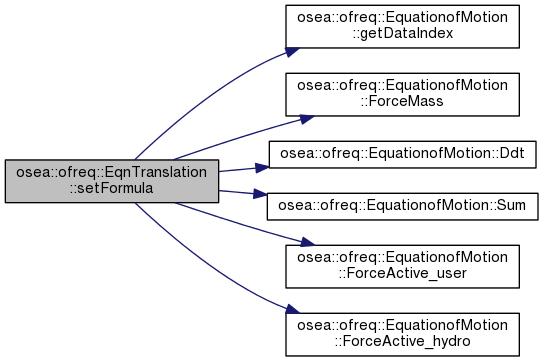 osea::ofreq::EqnTranslation
::setFormula
osea::ofreq::EquationofMotion
::getDataIndex
osea::ofreq::EquationofMotion
::ForceMass
osea::ofreq::EquationofMotion::Ddt
osea::ofreq::EquationofMotion::Sum
osea::ofreq::EquationofMotion
::ForceActive_user
osea::ofreq::EquationofMotion
::ForceActive_hydro